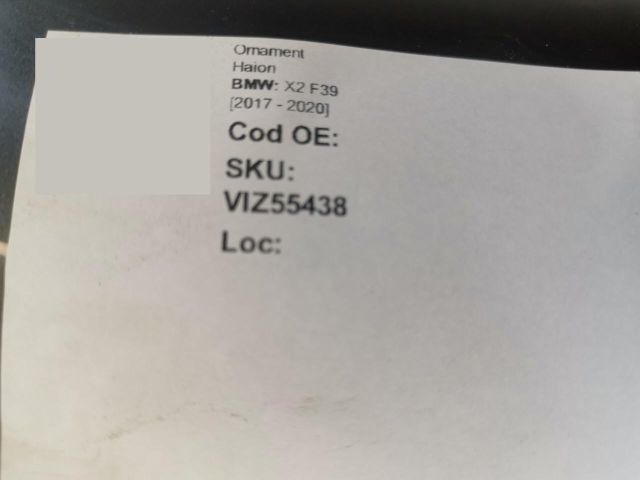 Ornament
Haion
BMW: X2 F39
[2017 - 2020]
Cod OE:
SKU:
VIZ55438
Loc: